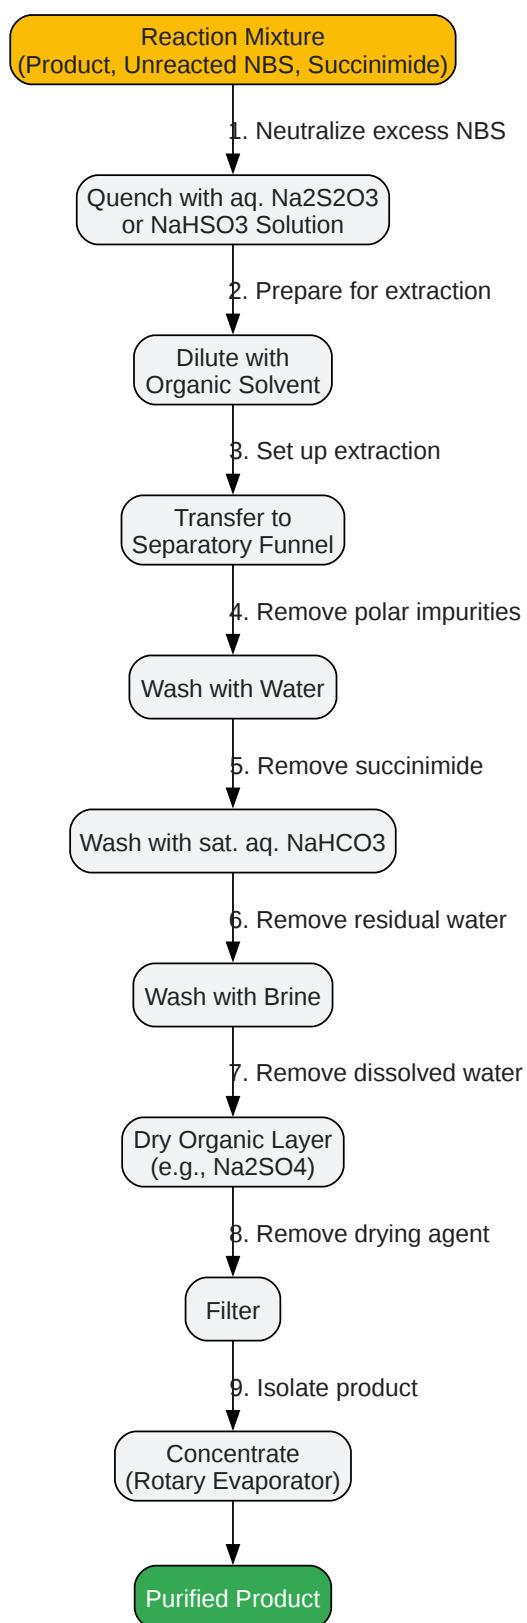 Reaction Mixture
(Product, Unreacted NBS, Succinimide)
1. Neutralize excess NBS
Quench with aq. Na2S2O3
or NaHSO3 Solution
2. Prepare for extraction
Dilute with
Organic Solvent
3. Set up extraction
Transfer to
Separatory Funnel
4. Remove polar impurities
Wash with Water
5. Remove succinimide
Wash with sat. aq. NaHCO3
6. Remove residual water
Wash with Brine
7. Remove dissolved water
Dry Organic Layer
(e.g., Na2SO4)
8. Remove drying agent
Filter
9. Isolate product
Concentrate
(Rotary Evaporator)
Purified Product